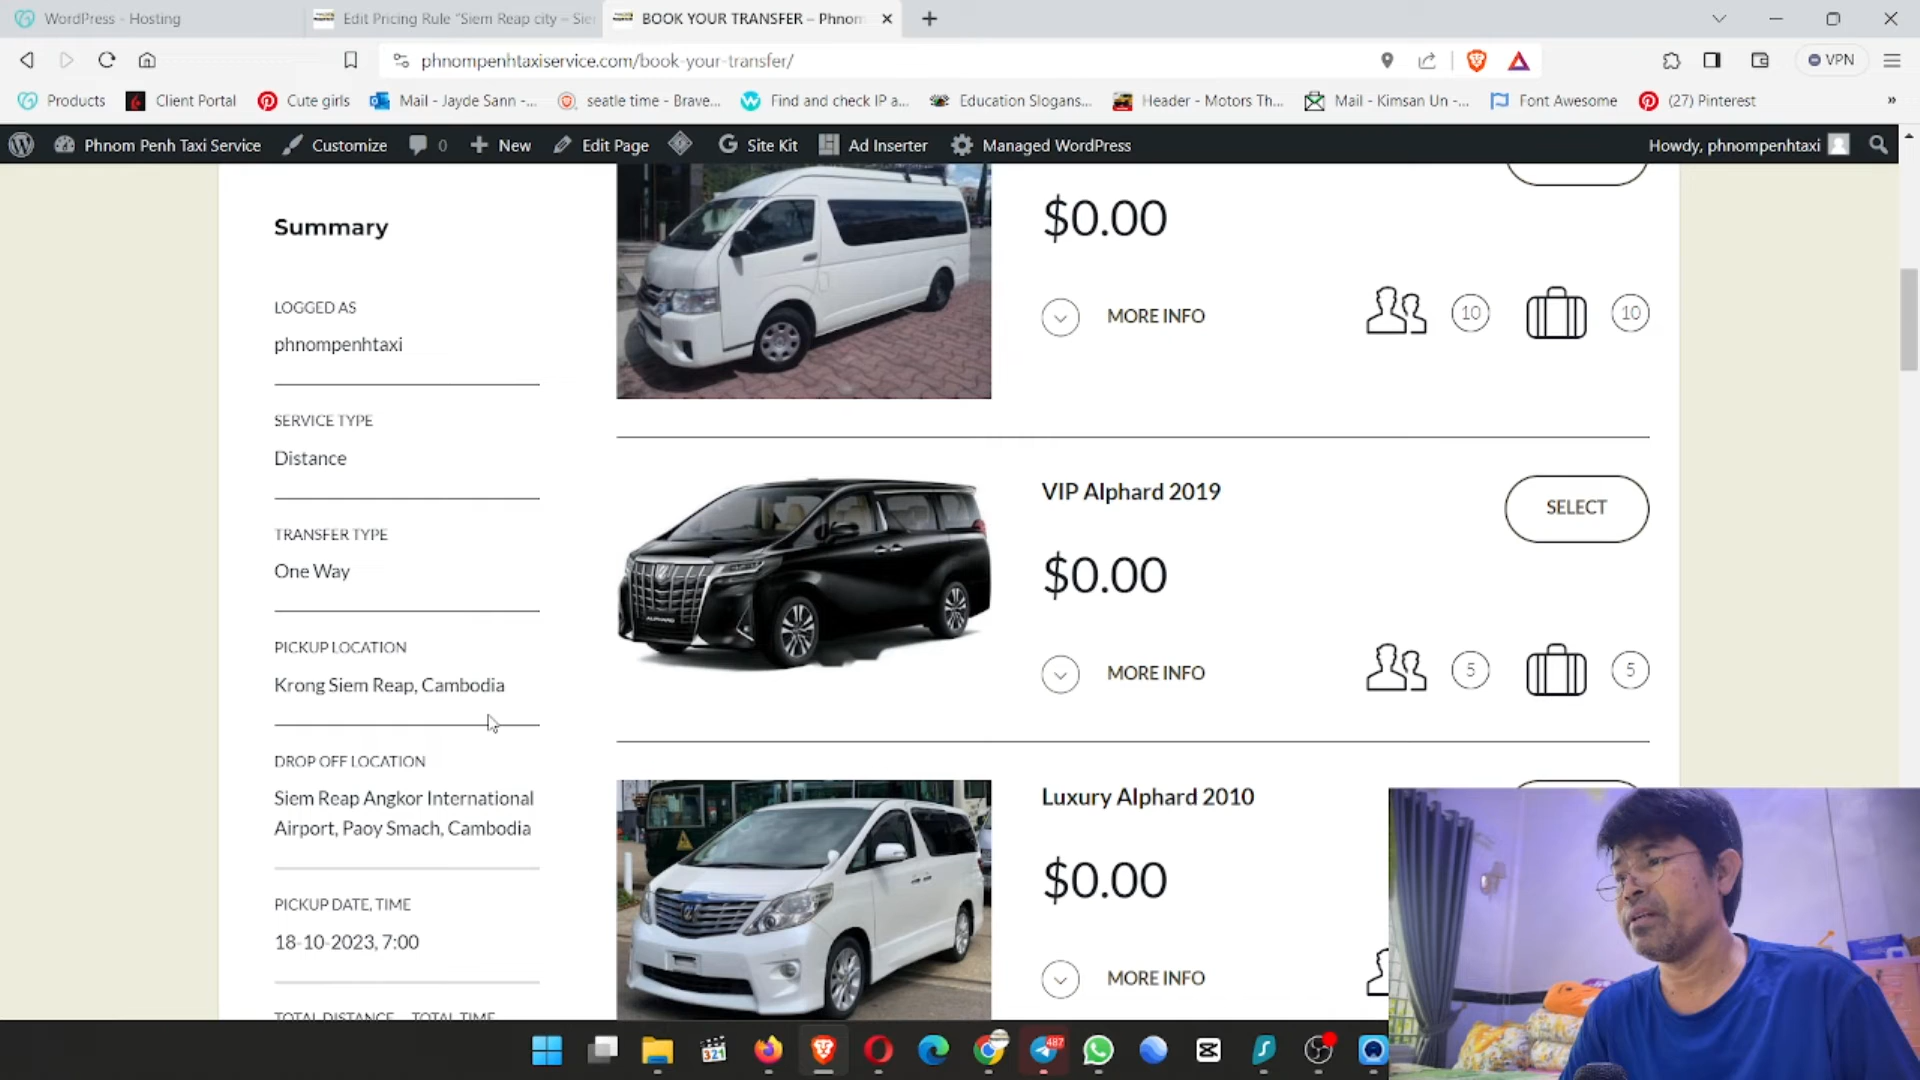 WordPress - Hosting
Edit Pricing Rule "Siem Reap city – Sie
BOOK YOUR TRANSFER – Phnom
phnompenhtaxiservice.com/book-your-transfer/
VPN
Products
Client Portal
Cute girls
Mail - Jayde Sann -...
seatle time - Brave...
Find and check IP a...
Education Slogans...
Header - Motors Th...
Mail - Kimsan Un -...
Font Awesome
(27) Pinterest
»
Phnom Penh Taxi Service
Customize
0
New
Edit Page
Site Kit
Ad Inserter
Managed WordPress
Howdy, phnompenhtaxi
Summary
LOGGED AS
phnompenhtaxi
SERVICE TYPE
Distance
TRANSFER TYPE
One Way
PICKUP LOCATION
Krong Siem Reap, Cambodia
DROP OFF LOCATION
Siem Reap Angkor International
Airport, Paoy Smach, Cambodia
PICKUP DATE, TIME
18-10-2023, 7:00
TOTAL DISTANCE
TOTAL TIME
$0.00
MORE INFO
10
10
VIP Alphard 2019
SELECT
$0.00
MORE INFO
5
5
Luxury Alphard 2010
$0.00
MORE INFO
321
487